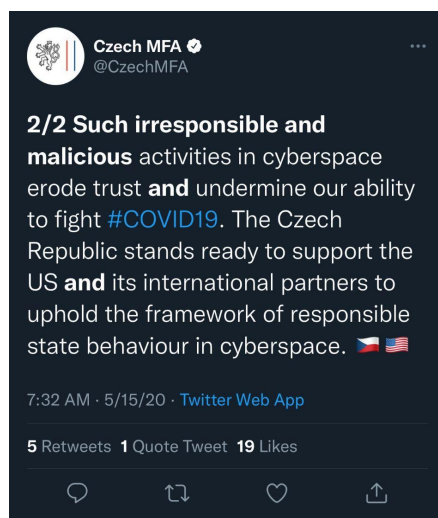 Czech MFA
@CzechMFA
2/2 Such irresponsible and
malicious activities in cyberspace
erode trust and undermine our ability
to fight #COVID19. The Czech
Republic stands ready to support the
US and its international partners to
uphold the framework of responsible
state behaviour in cyberspace. 🇨🇿 🇺🇸
7:32 AM · 5/15/20 · Twitter Web App
5 Retweets 1 Quote Tweet 19 Likes